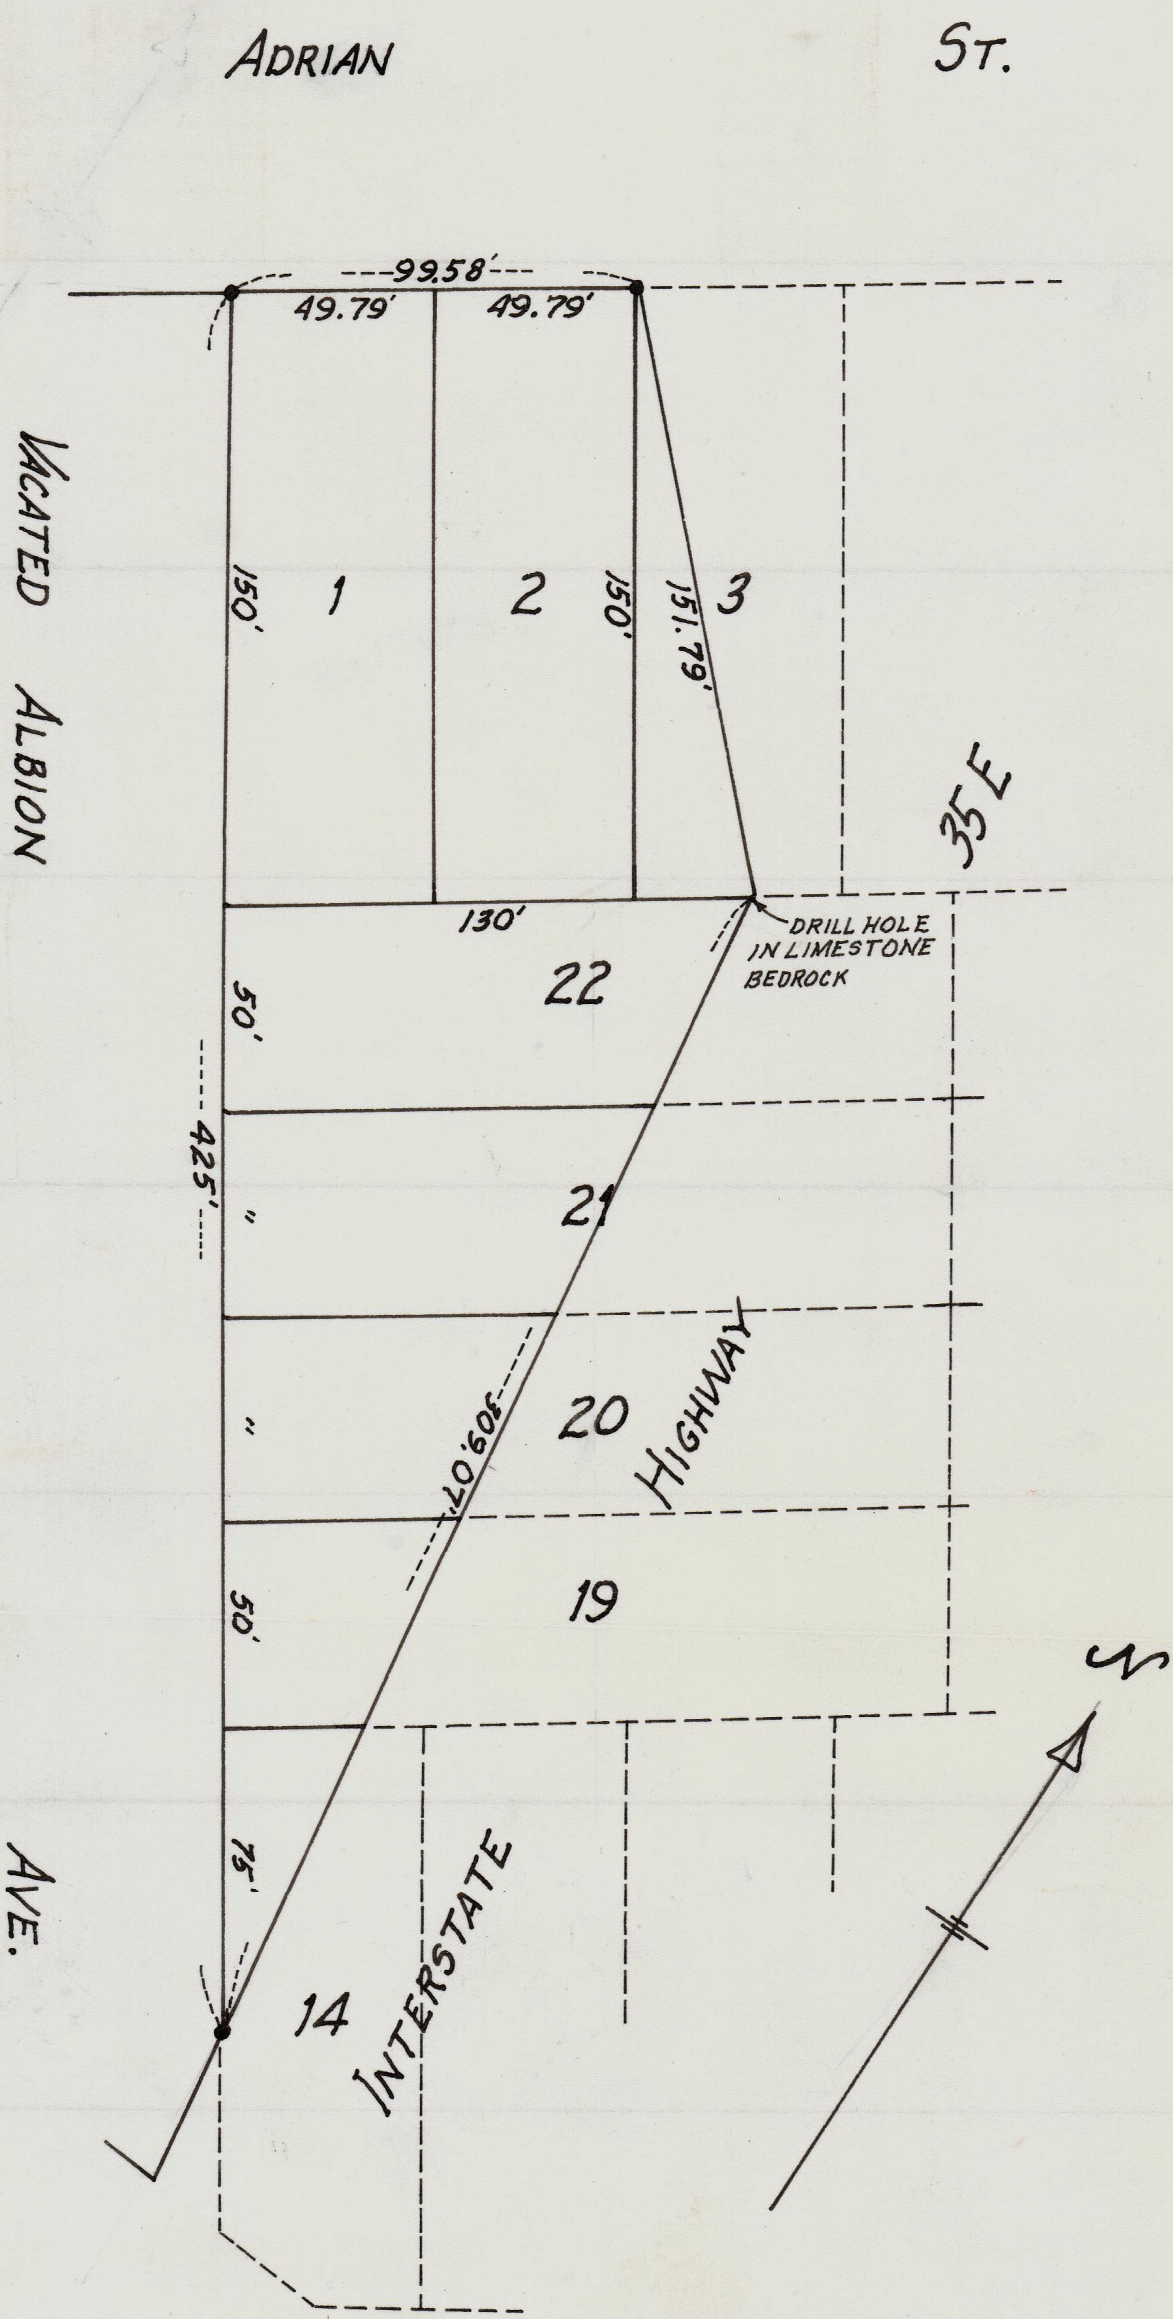 ADRIAN ST.
99.58'
49.79' 49.79'
VACATED ALBION AVE.
150'
1
2
150'
151.79'
3
35 E
130'
DRILL HOLE
IN LIMESTONE
BEDROCK
22
50'
425'
21
"
HIGHWAY
20
"
309.07'
19
50'
N
75'
INTERSTATE
14